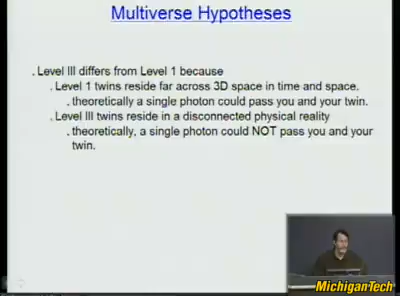 Multiverse Hypotheses
. Level III differs from Level 1 because
. Level 1 twins reside far across 3D space in time and space.
. theoretically a single photon could pass you and your twin.
. Level III twins reside in a disconnected physical reality
. theoretically, a single photon could NOT pass you and your
twin.
MichiganTech